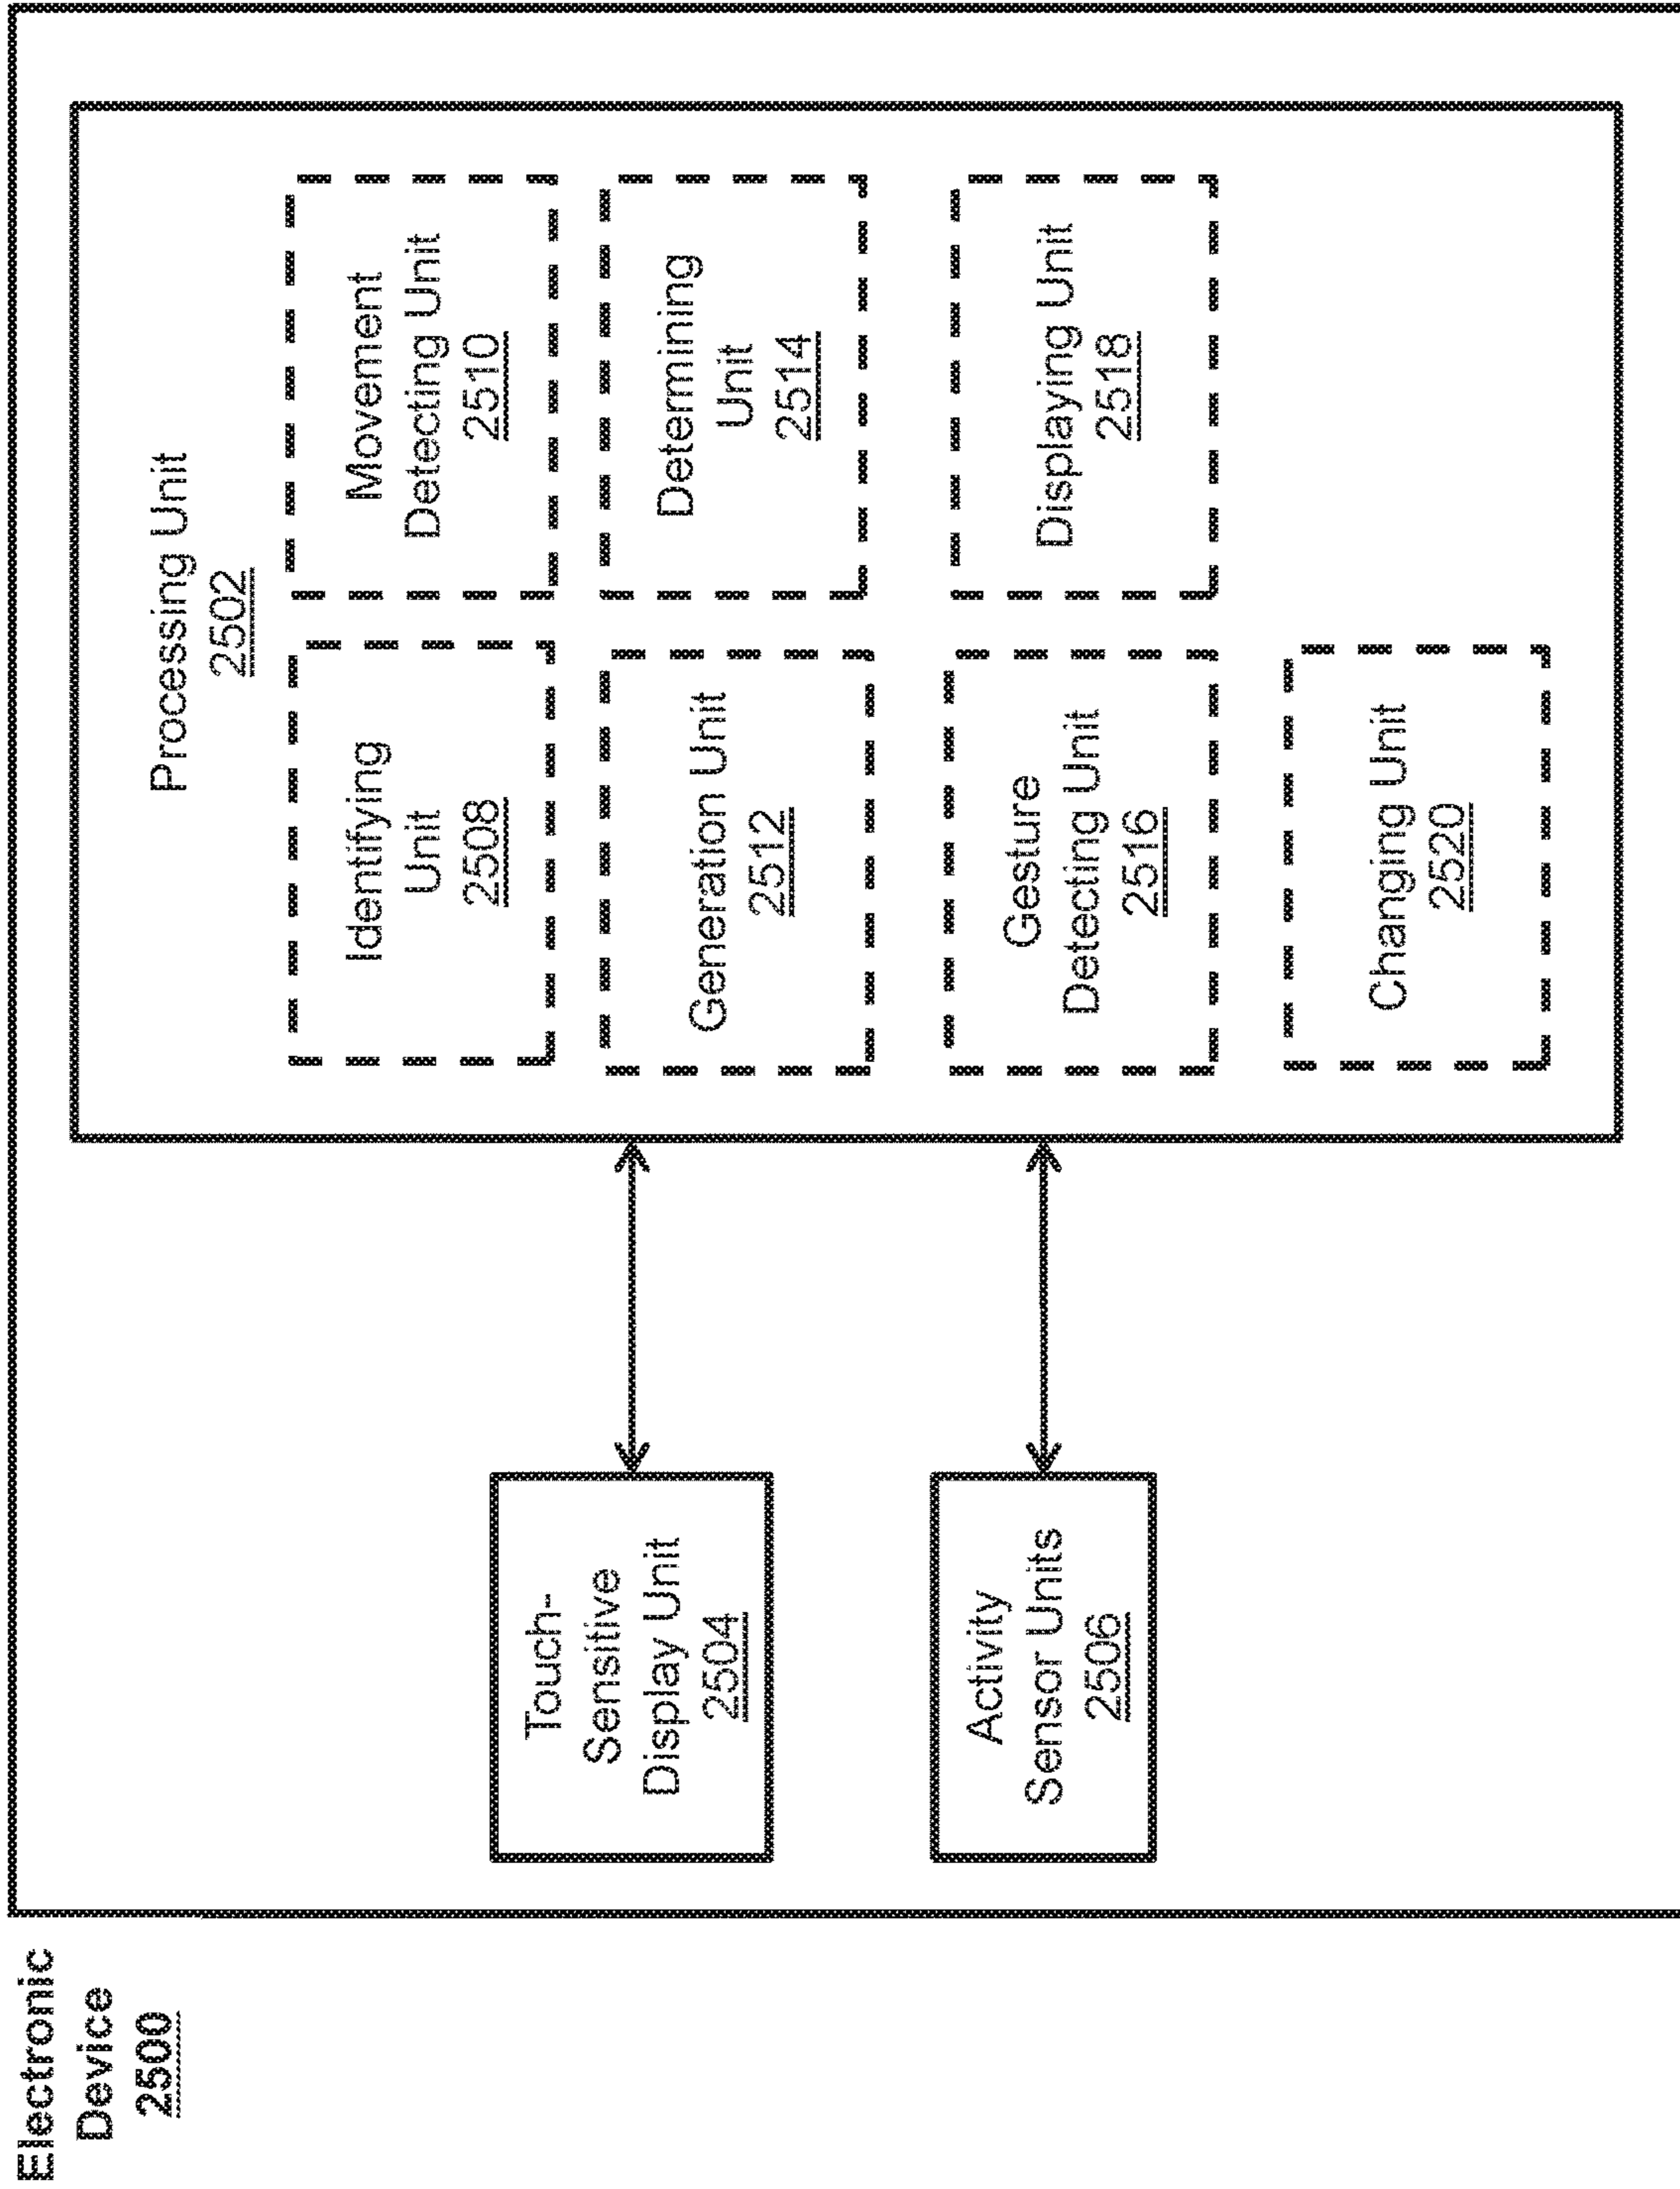 Electronic
Device
2500
Processing Unit
2502
Identifying
Unit
2508
Movement
Detecting Unit
2510
Generation Unit
2512
Determining
Unit
2514
Gesture
Detecting Unit
2516
Displaying Unit
2518
Changing Unit
2520
Touch-
Sensitive
Display Unit
2504
Activity
Sensor Units
2506